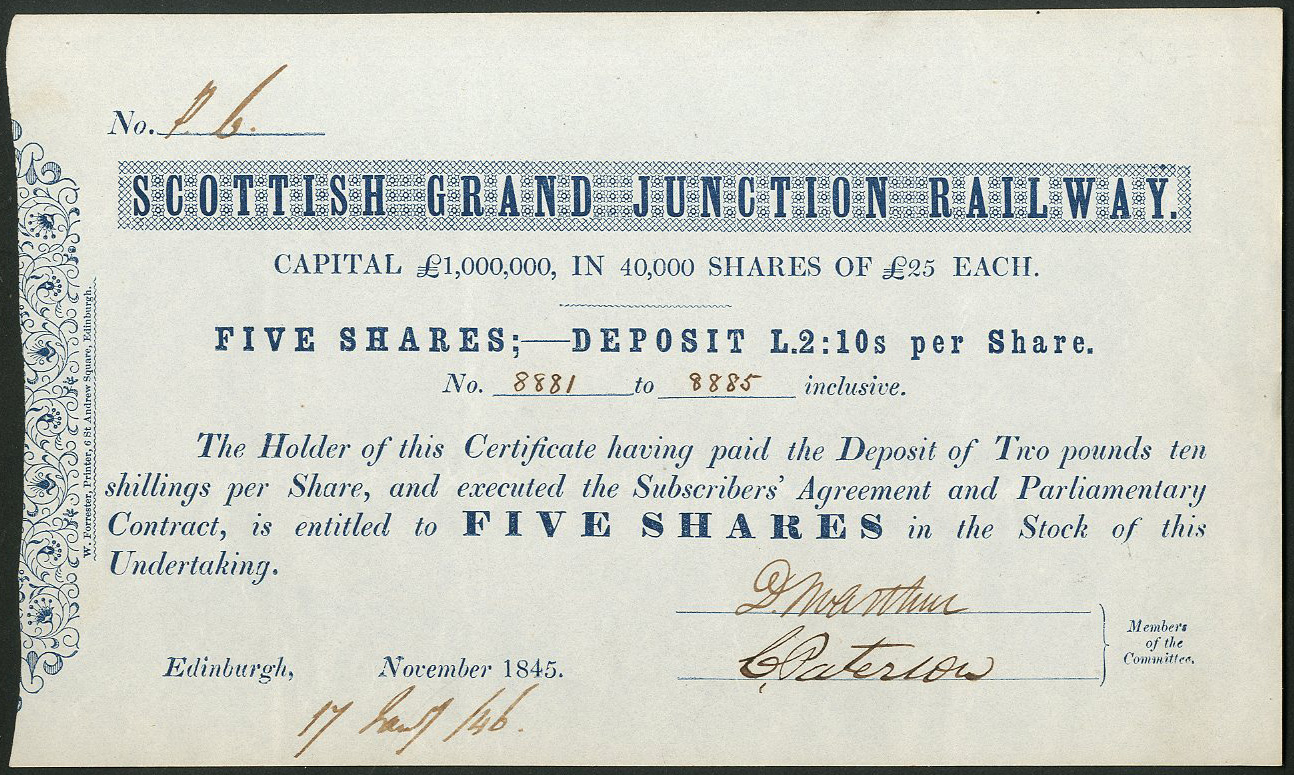 No. P. 6.
SCOTTISH GRAND JUNCTION RAILWAY.
CAPITAL £1,000,000, IN 40,000 SHARES OF £25 EACH.
FIVE SHARES;—DEPOSIT L.2:10s per Share.
No. 8881 to 8885 inclusive.
The Holder of this Certificate having paid the Deposit of Two pounds ten
shillings per Share, and executed the Subscribers' Agreement and Parliamentary
Contract, is entitled to FIVE SHARES in the Stock of this
Undertaking.
D.
C. Paterson
Members
of the
Committee.
Edinburgh, November 1845.
17 Jany /46.
W. Forrester, Printer, 6 St Andrew Square, Edinburgh.